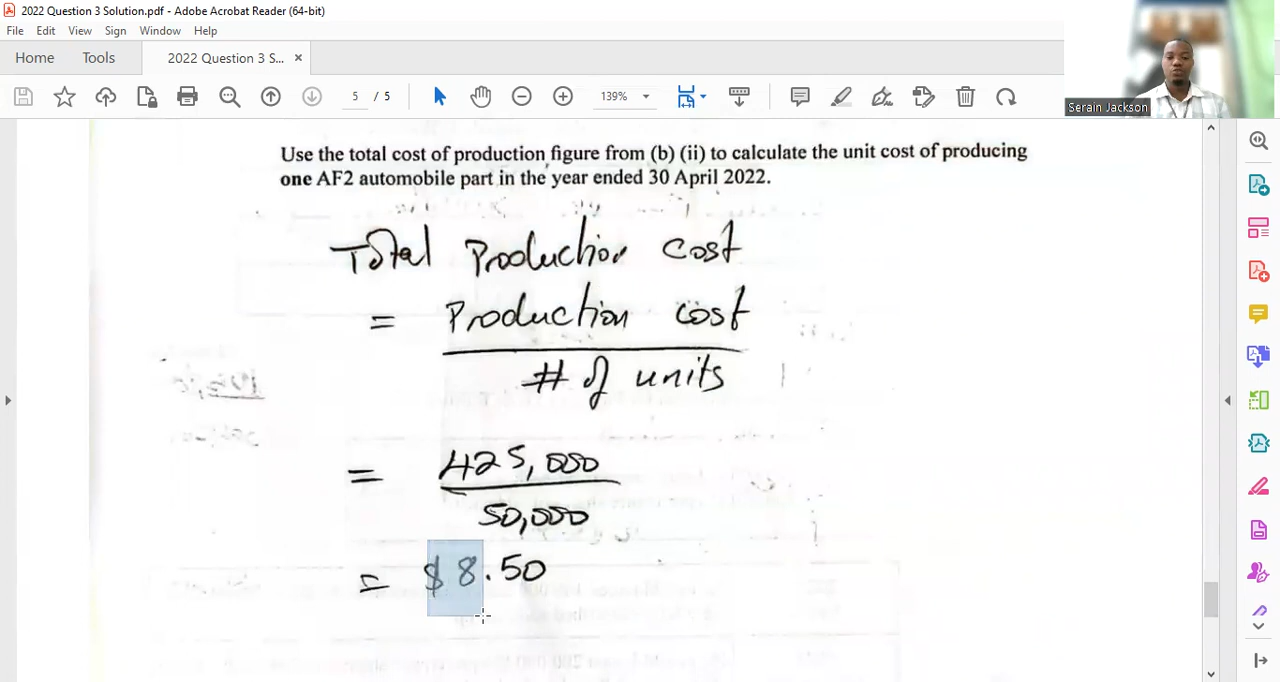 2022 Question 3 Solution.pdf - Adobe Acrobat Reader (64-bit)
File Edit View Sign Window Help
Home Tools 2022 Question 3 S... ×
5 / 5 139%
Serain Jackson
Use the total cost of production figure from (b) (ii) to calculate the unit cost of producing
one AF2 automobile part in the year ended 30 April 2022.
Total Production cost
= Production cost
# of units
= 425,000
50,000
= $8.50